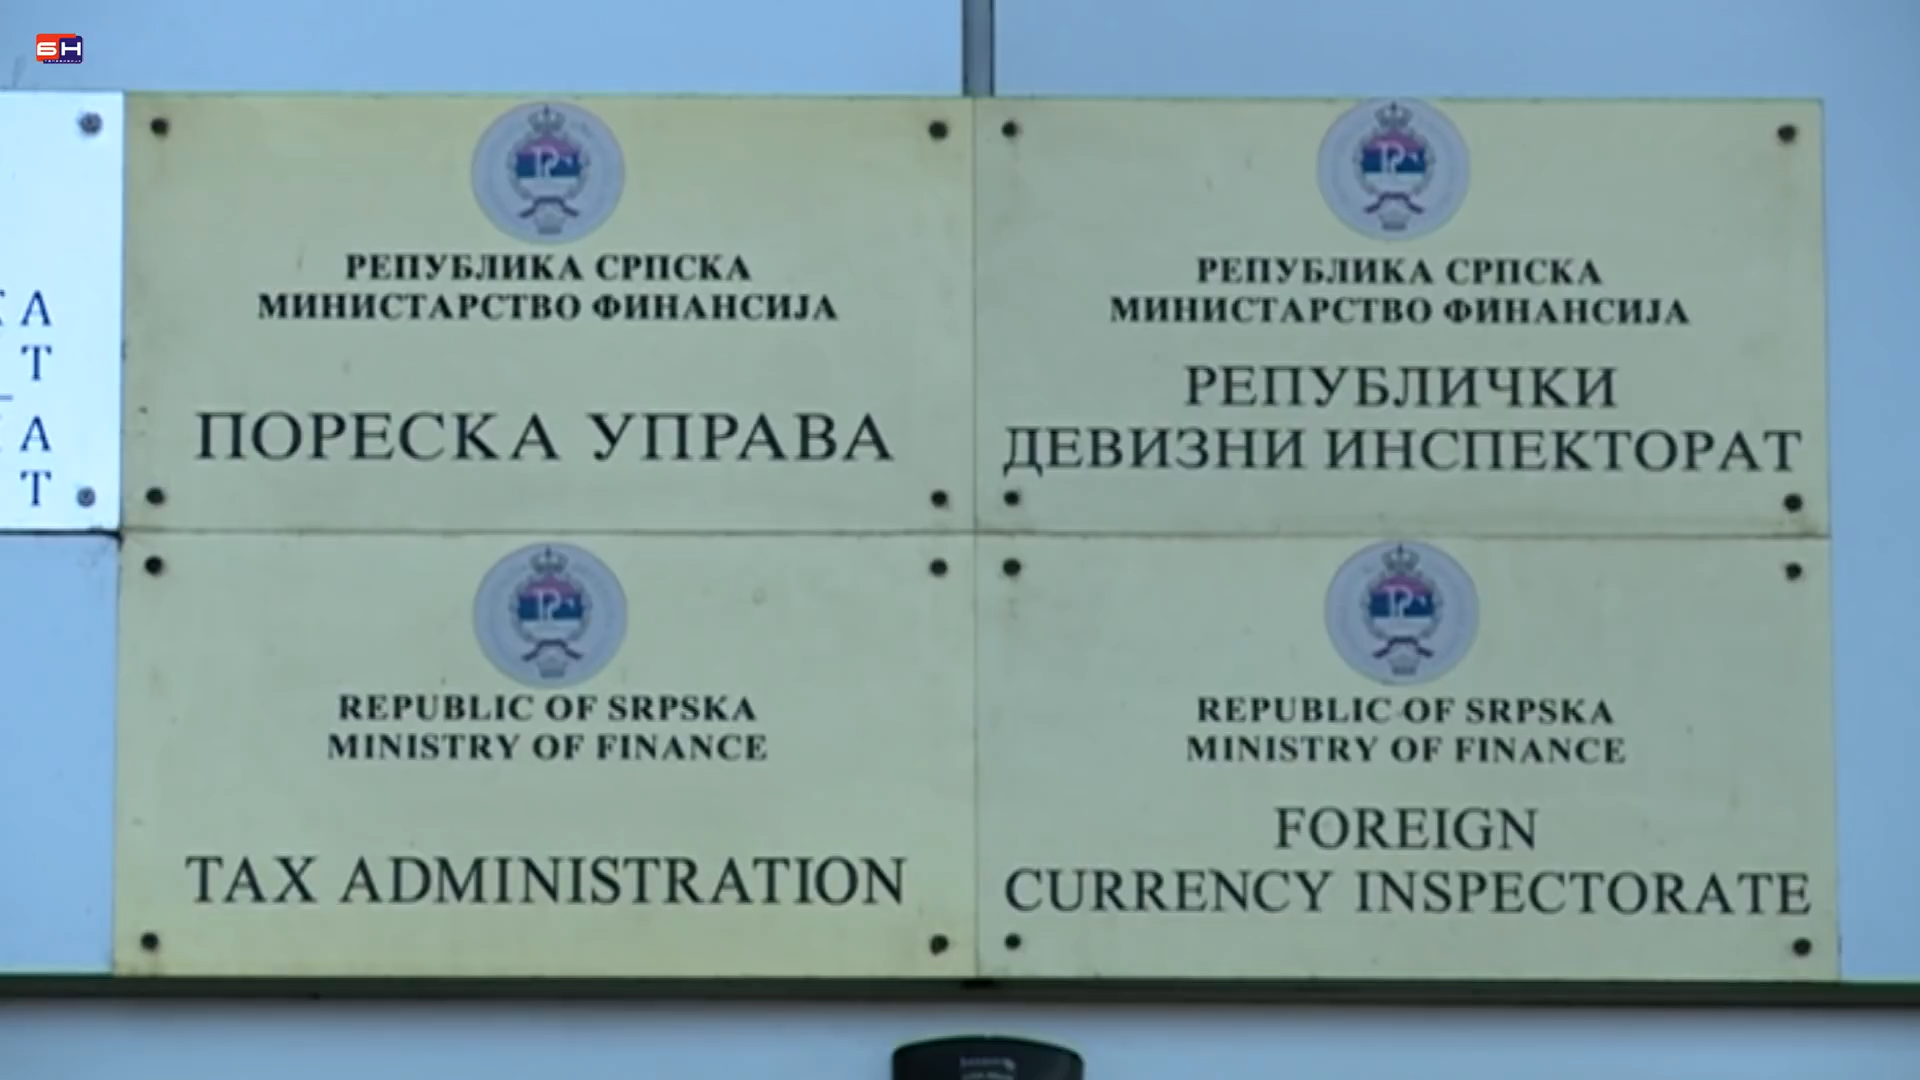 БН
РЕПУБЛИКА СРПСКА
МИНИСТАРСТВО ФИНАНСИЈА
ПОРЕСКА УПРАВА
РЕПУБЛИКА СРПСКА
МИНИСТАРСТВО ФИНАНСИЈА
РЕПУБЛИЧКИ
ДЕВИЗНИ ИНСПЕКТОРАТ
REPUBLIC OF SRPSKA
MINISTRY OF FINANCE
TAX ADMINISTRATION
REPUBLIC OF SRPSKA
MINISTRY OF FINANCE
FOREIGN
CURRENCY INSPECTORATE